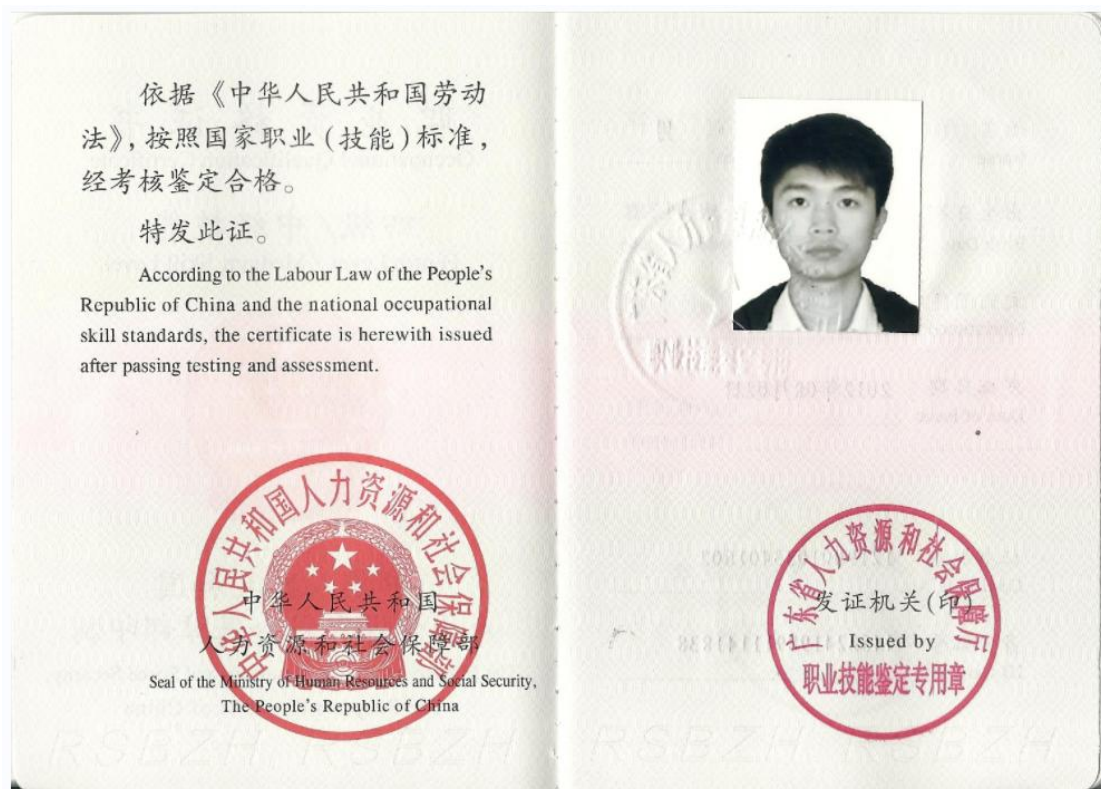 依据《中华人民共和国劳动
法》，按照国家职业（技能）标准，
经考核鉴定合格。
特发此证。
According to the Labour Law of the People's
Republic of China and the national occupational
skill standards, the certificate is herewith issued
after passing testing and assessment.
中华人民共和国人力资源和社会保障部
中华人民共和国
人力资源和社会保障部
Seal of the Ministry of Human Resources and Social Security,
The People's Republic of China
RSBZH RSBZH
广东省人力资源和社会保障厅
发证机关(印)
Issued by
职业技能鉴定专用章
RSBZH RSBZH